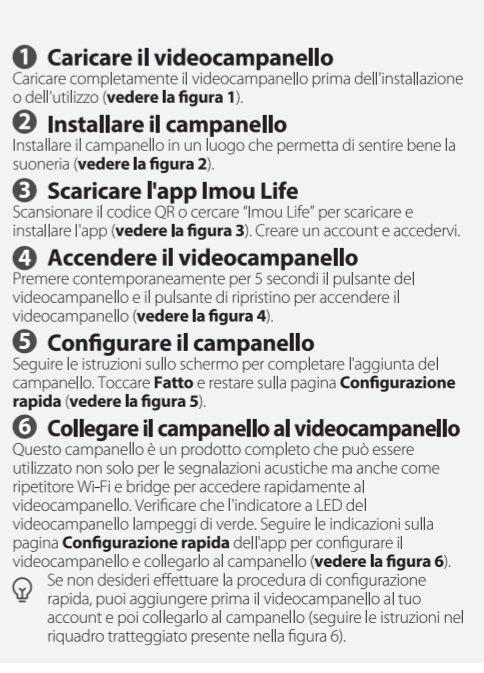 1 Caricare il videocampanello
Caricare completamente il videocampanello prima dell'installazione
o dell'utilizzo (vedere la figura 1).
2 Installare il campanello
Installare il campanello in un luogo che permetta di sentire bene la
suoneria (vedere la figura 2).
3 Scaricare l'app Imou Life
Scansionare il codice QR o cercare “Imou Life” per scaricare e
installare l'app (vedere la figura 3). Creare un account e accedervi.
4 Accendere il videocampanello
Premere contemporaneamente per 5 secondi il pulsante del
videocampanello e il pulsante di ripristino per accendere il
videocampanello (vedere la figura 4).
5 Configurare il campanello
Seguire le istruzioni sullo schermo per completare l'aggiunta del
campanello. Toccare Fatto e restare sulla pagina Configurazione
rapida (vedere la figura 5).
6 Collegare il campanello al videocampanello
Questo campanello è un prodotto completo che può essere
utilizzato non solo per le segnalazioni acustiche ma anche come
ripetitore Wi-Fi e bridge per accedere rapidamente al
videocampanello. Verificare che l'indicatore a LED del
videocampanello lampeggi di verde. Seguire le indicazioni sulla
pagina Configurazione rapida dell'app per configurare il
videocampanello e collegarlo al campanello (vedere la figura 6).
Se non desideri effettuare la procedura di configurazione
rapida, puoi aggiungere prima il videocampanello al tuo
account e poi collegarlo al campanello (seguire le istruzioni nel
riquadro tratteggiato presente nella figura 6).